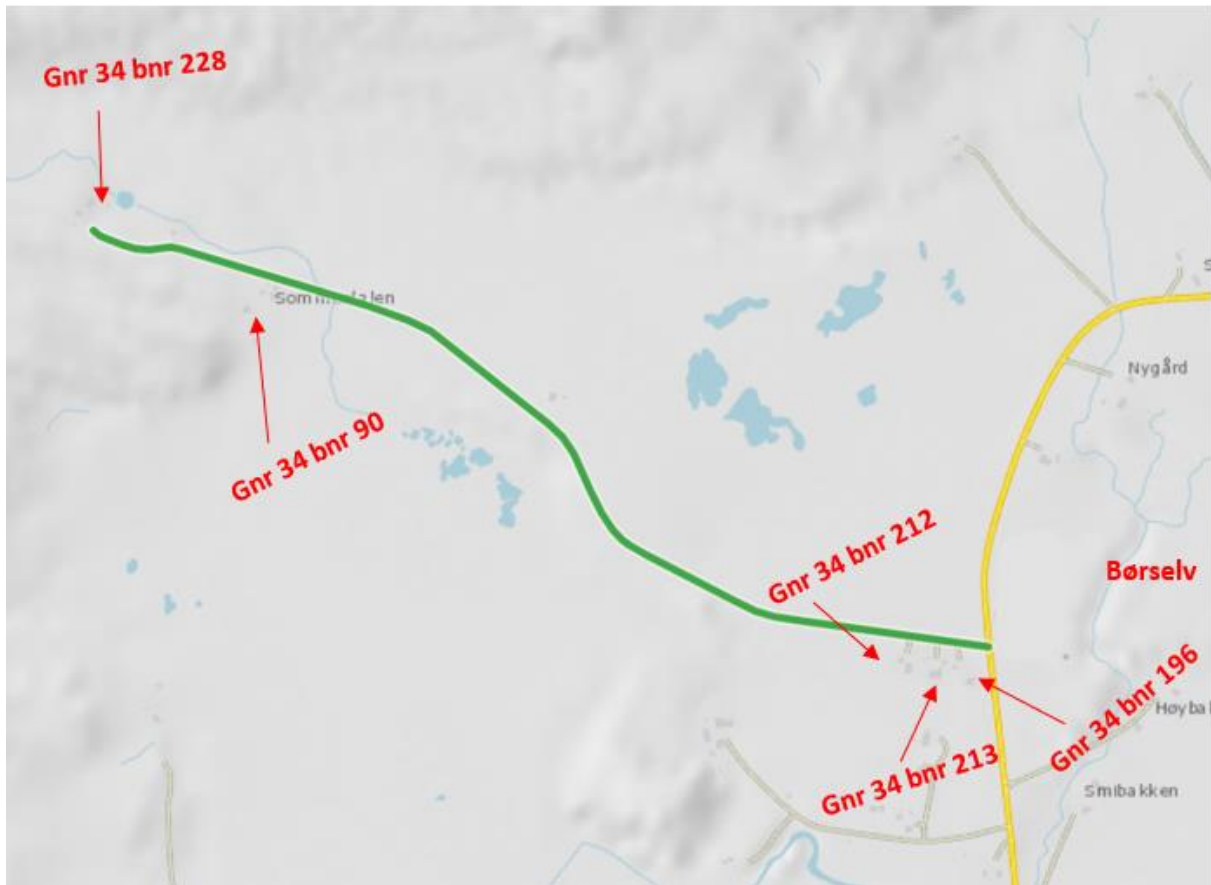 Gnr 34 bnr 228
Gnr 34 bnr 90
Nygård
Gnr 34 bnr 212
Børselv
Gnr 34 bnr 196
Gnr 34 bnr 213
Smibakken